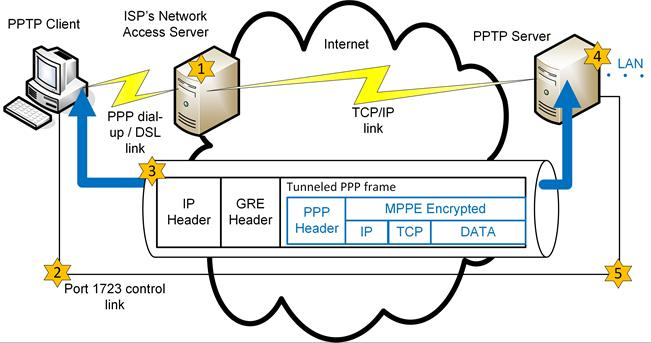 PPTP Client
ISP's Network
Access Server
Internet
PPTP Server
1
4
LAN
PPP dial-
up / DSL
link
TCP/IP
link
3
IP
Header
GRE
Header
Tunneled PPP frame
PPP
Header
MPPE Encrypted
IP
TCP
DATA
2
5
Port 1723 control
link